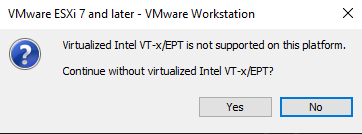 VMware ESXi 7 and later - VMware Workstation
Virtualized Intel VT-x/EPT is not supported on this platform.
Continue without virtualized Intel VT-x/EPT?
Yes
No